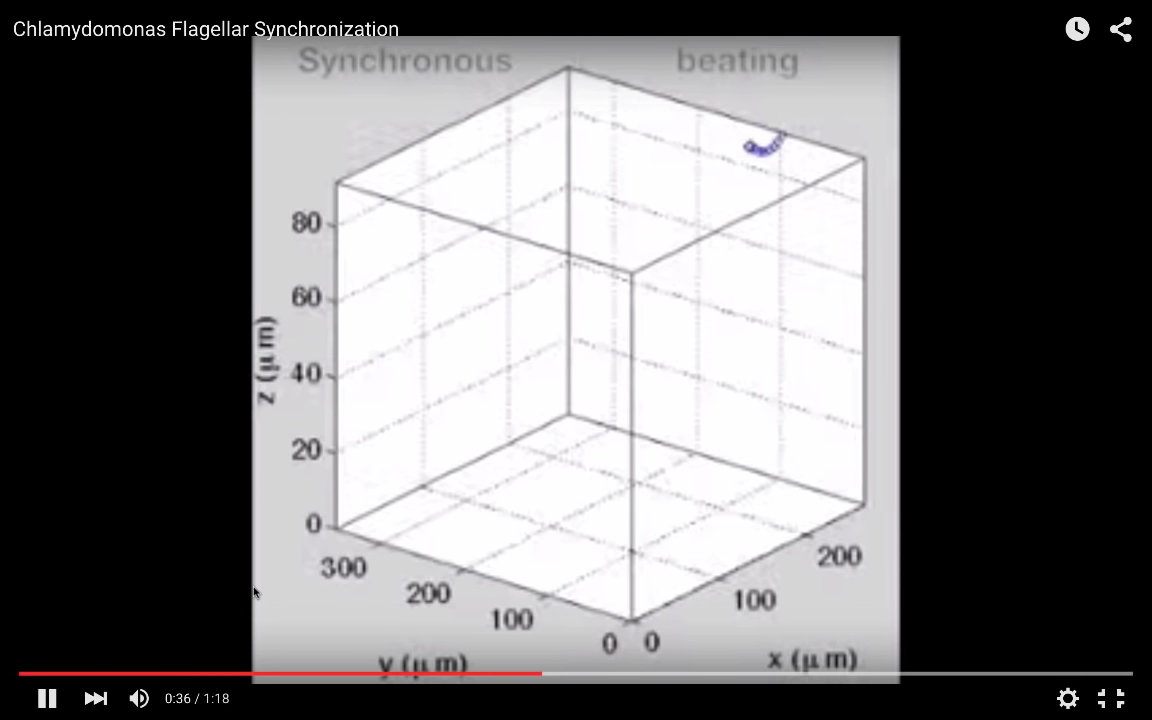 Chlamydomonas Flagellar Synchronization
Synchronous beating
80
60
40
20
0
z (μ m)
300
200
100
0
y (μ m)
0
100
200
x (μ m)
0:36 / 1:18